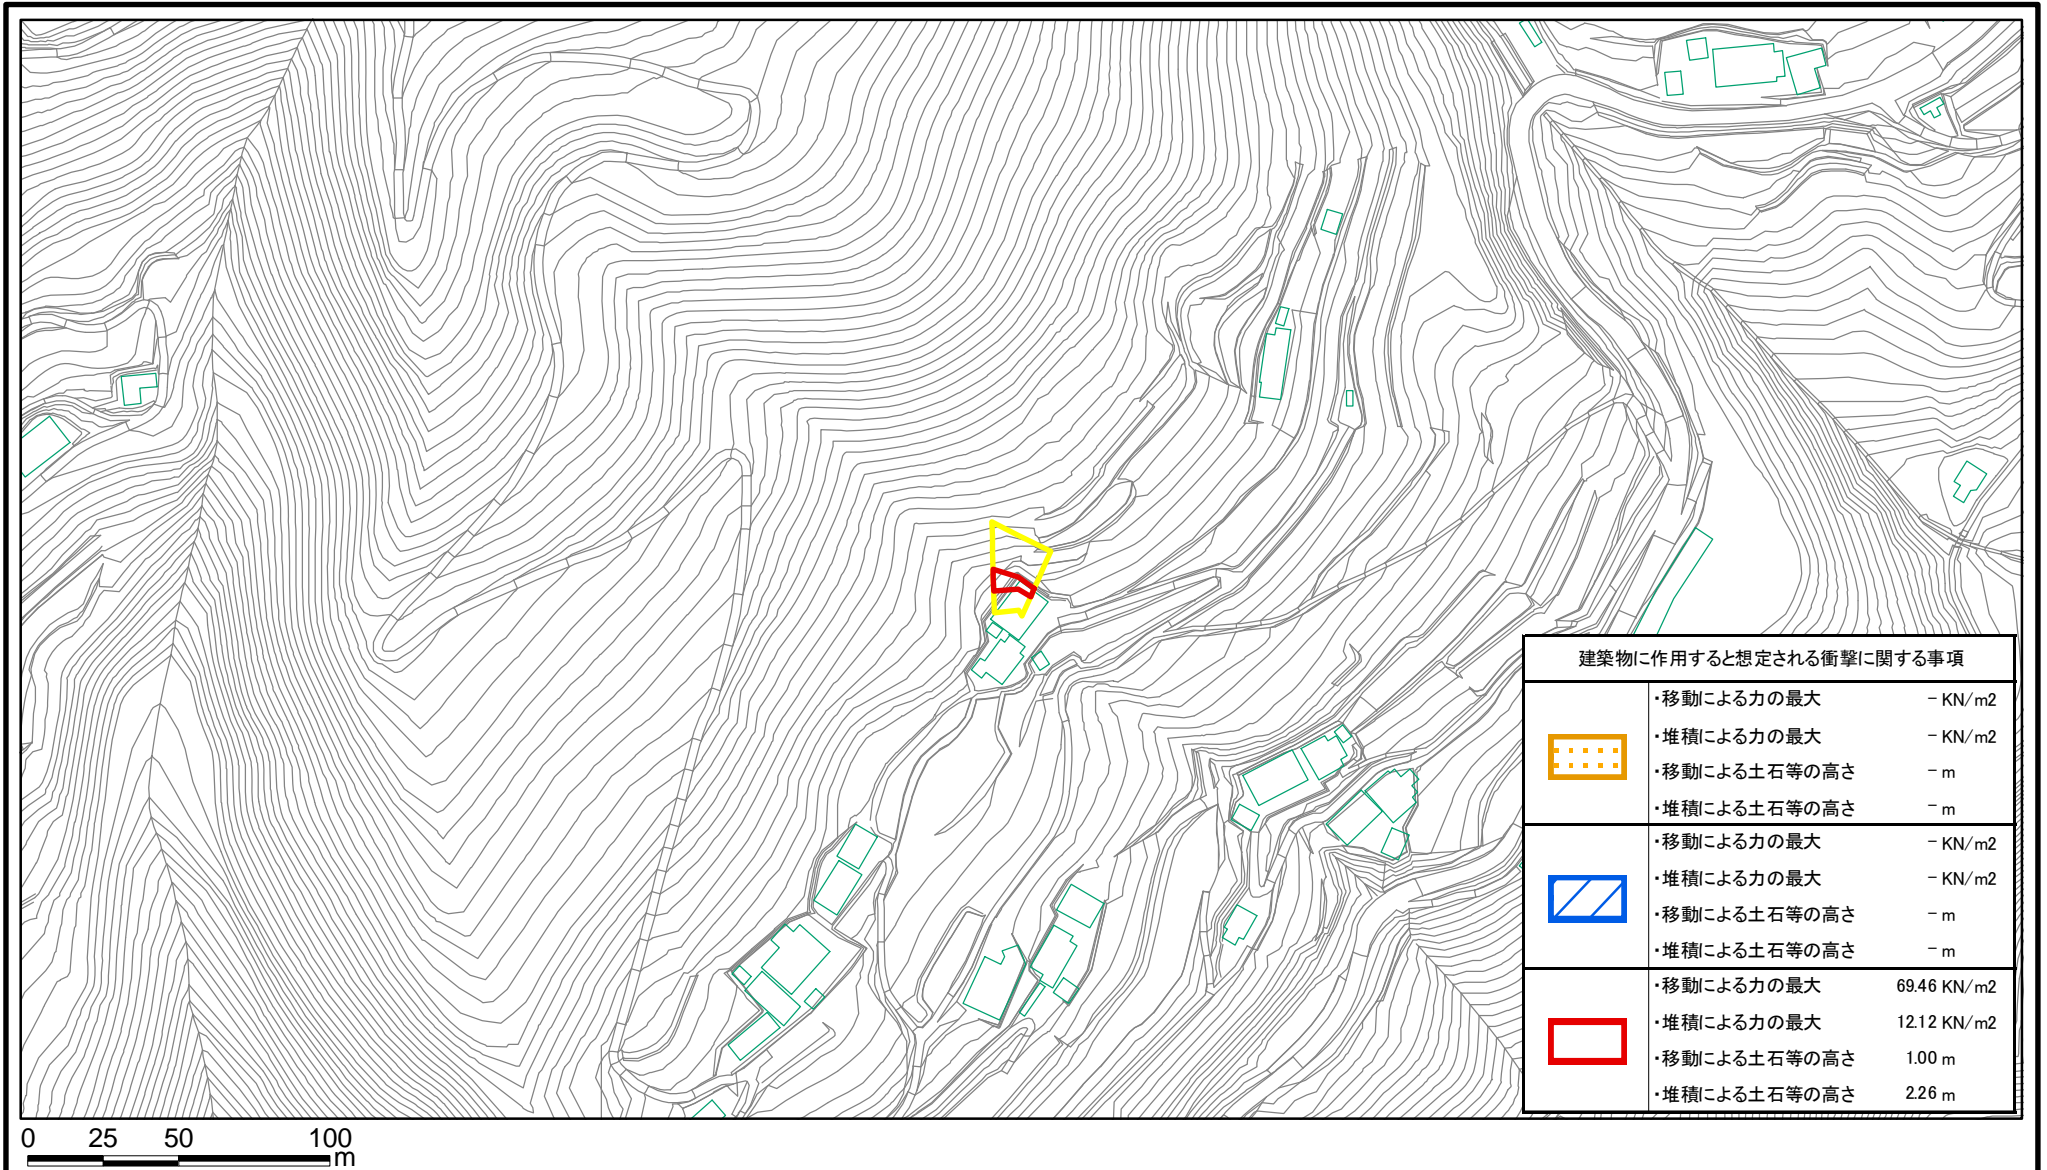 建築物に作用すると想定される衝撃に関する事項
・移動による力の最大 － KN/m2
・堆積による力の最大 － KN/m2
・移動による土石等の高さ － m
・堆積による土石等の高さ － m
・移動による力の最大 － KN/m2
・堆積による力の最大 － KN/m2
・移動による土石等の高さ － m
・堆積による土石等の高さ － m
・移動による力の最大 69.46 KN/m2
・堆積による力の最大 12.12 KN/m2
・移動による土石等の高さ 1.00 m
・堆積による土石等の高さ 2.26 m
0 25 50 100
m